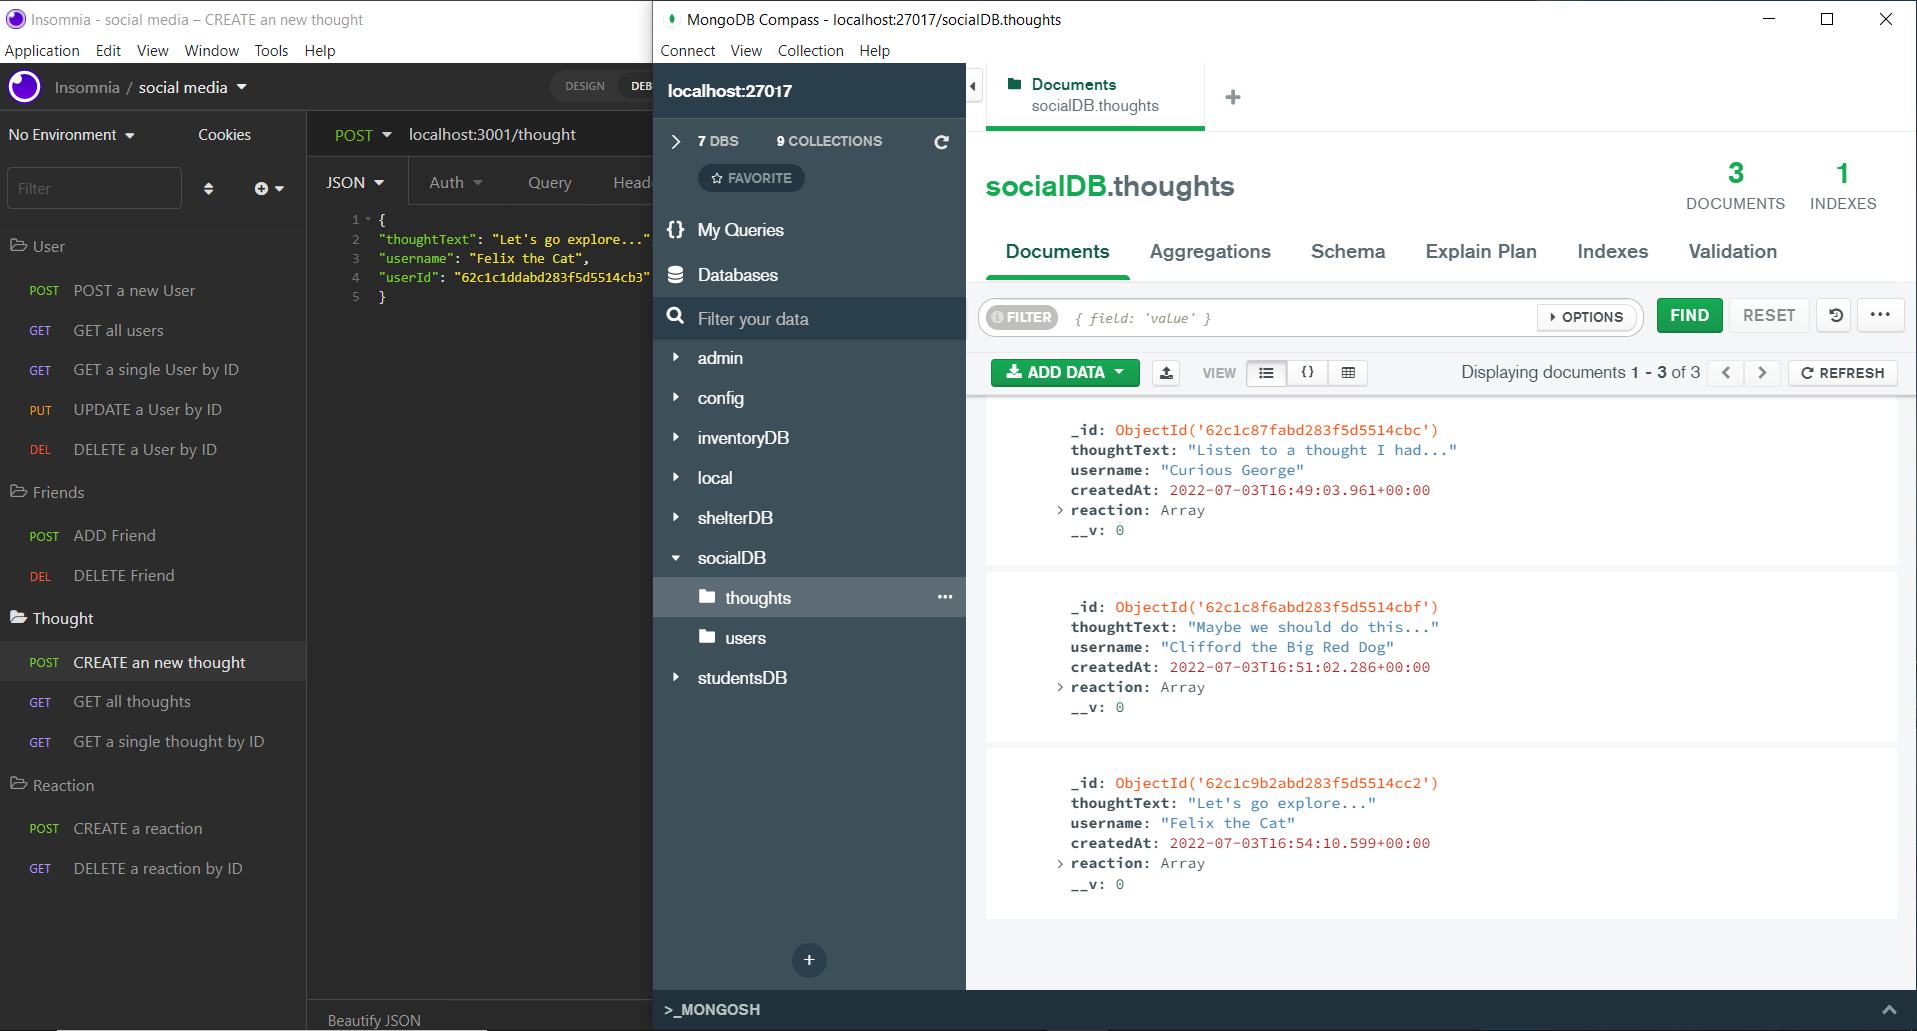 Insomnia - social media – CREATE an new thought
Application Edit View Window Tools Help
Insomnia / social media
DESIGN DEB
No Environment
Cookies
Filter
User
POST POST a new User
GET GET all users
GET GET a single User by ID
PUT UPDATE a User by ID
DEL DELETE a User by ID
Friends
POST ADD Friend
DEL DELETE Friend
Thought
POST CREATE an new thought
GET GET all thoughts
GET GET a single thought by ID
Reaction
POST CREATE a reaction
GET DELETE a reaction by ID
POST localhost:3001/thought
JSON Auth Query Head
1 {
2 "thoughtText": "Let's go explore..."
3 "username": "Felix the Cat",
4 "userId": "62c1c1ddabd283f5d5514cb3"
5 }
Beautify JSON
MongoDB Compass - localhost:27017/socialDB.thoughts
Connect View Collection Help
localhost:27017
7 DBS 9 COLLECTIONS
FAVORITE
{} My Queries
Databases
Filter your data
admin
config
inventoryDB
local
shelterDB
socialDB
thoughts
users
studentsDB
+
Documents
socialDB.thoughts
+
socialDB.thoughts
3
DOCUMENTS
1
INDEXES
Documents Aggregations Schema Explain Plan Indexes Validation
FILTER { field: 'value' } OPTIONS FIND RESET
ADD DATA VIEW {} Displaying documents 1 - 3 of 3 REFRESH
_id: ObjectId('62c1c87fabd283f5d5514cbc')
thoughtText: "Listen to a thought I had..."
username: "Curious George"
createdAt: 2022-07-03T16:49:03.961+00:00
reaction: Array
__v: 0
_id: ObjectId('62c1c8f6abd283f5d5514cbf')
thoughtText: "Maybe we should do this..."
username: "Clifford the Big Red Dog"
createdAt: 2022-07-03T16:51:02.286+00:00
reaction: Array
__v: 0
_id: ObjectId('62c1c9b2abd283f5d5514cc2')
thoughtText: "Let's go explore..."
username: "Felix the Cat"
createdAt: 2022-07-03T16:54:10.599+00:00
reaction: Array
__v: 0
>_MONGOSH